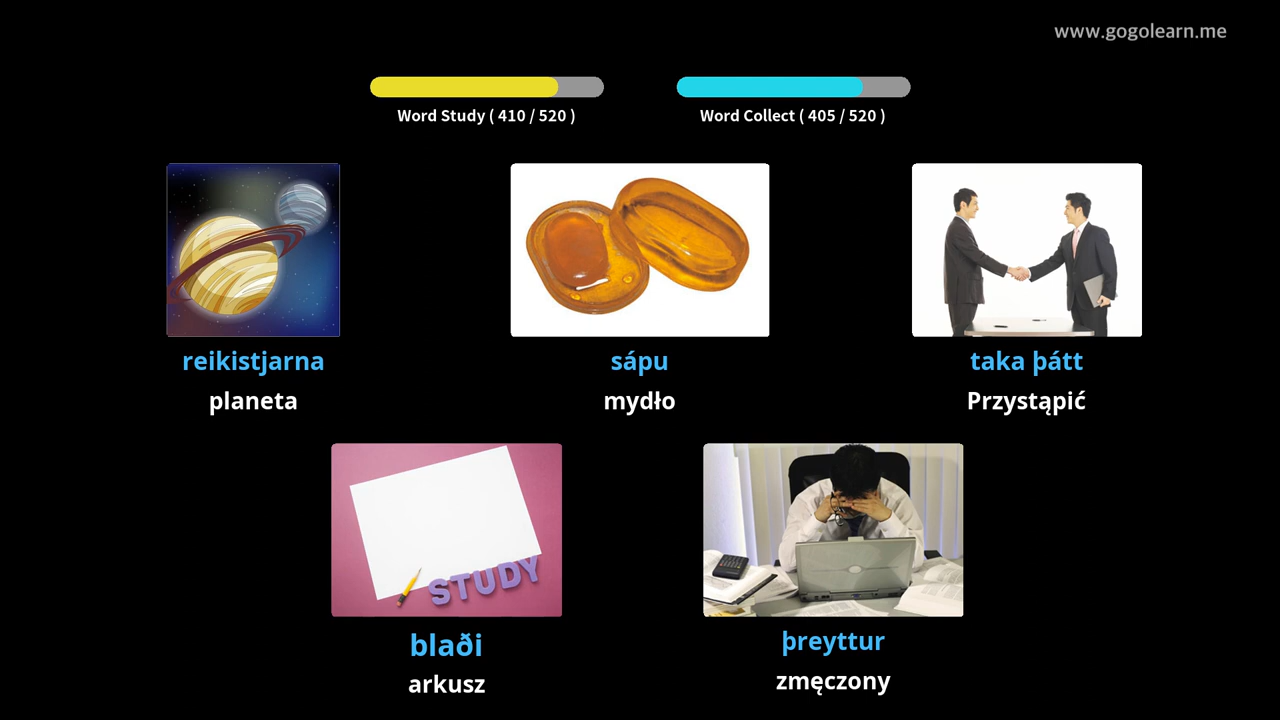 www.gogolearn.me
Word Study ( 410 / 520 )
Word Collect ( 405 / 520 )
reikistjarna
planeta
sápu
mydło
taka þátt
Przystąpić
STUDY
blaði
arkusz
þreyttur
zmęczony